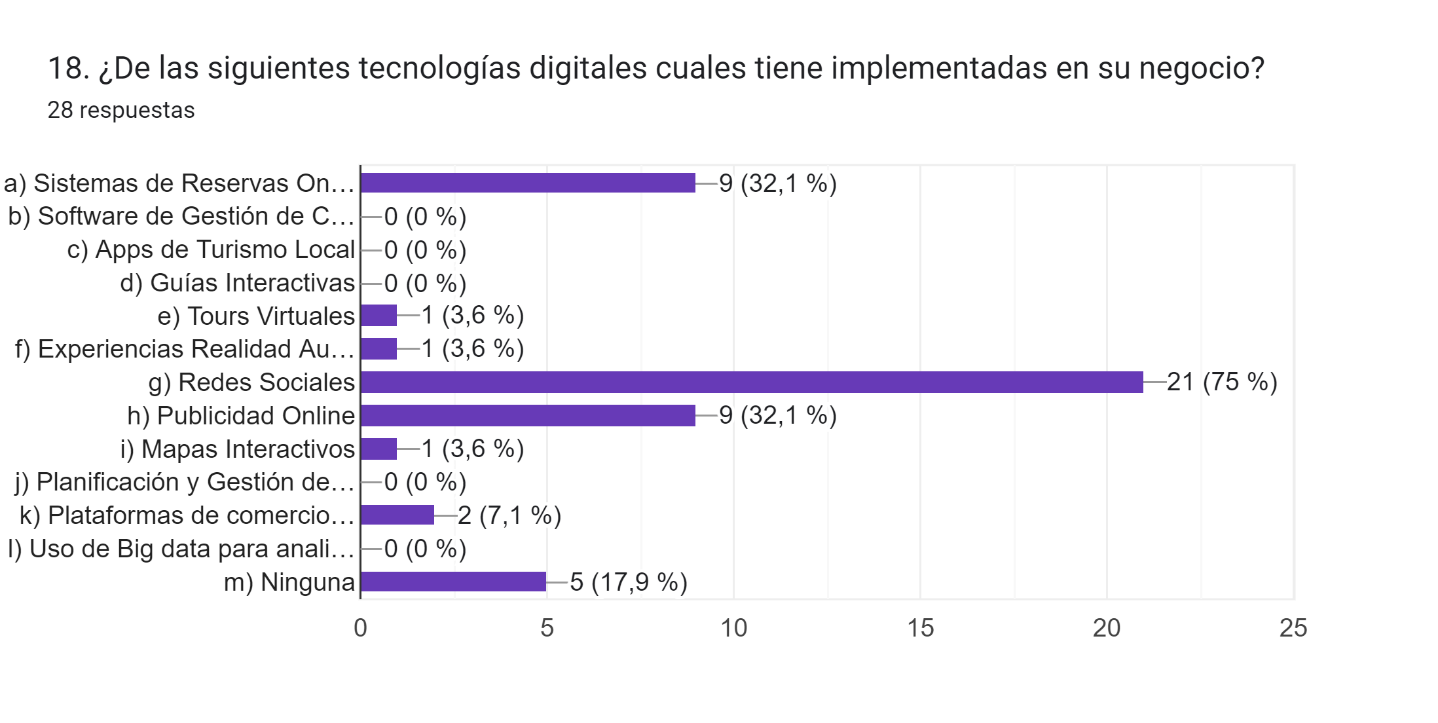 18. ¿De las siguientes tecnologías digitales cuales tiene implementadas en su negocio?
28 respuestas
a) Sistemas de Reservas On… 9 (32,1 %)
b) Software de Gestión de C… 0 (0 %)
c) Apps de Turismo Local 0 (0 %)
d) Guías Interactivas 0 (0 %)
e) Tours Virtuales 1 (3,6 %)
f) Experiencias Realidad Au… 1 (3,6 %)
g) Redes Sociales 21 (75 %)
h) Publicidad Online 9 (32,1 %)
i) Mapas Interactivos 1 (3,6 %)
j) Planificación y Gestión de… 0 (0 %)
k) Plataformas de comercio… 2 (7,1 %)
l) Uso de Big data para anali… 0 (0 %)
m) Ninguna 5 (17,9 %)
0 5 10 15 20 25